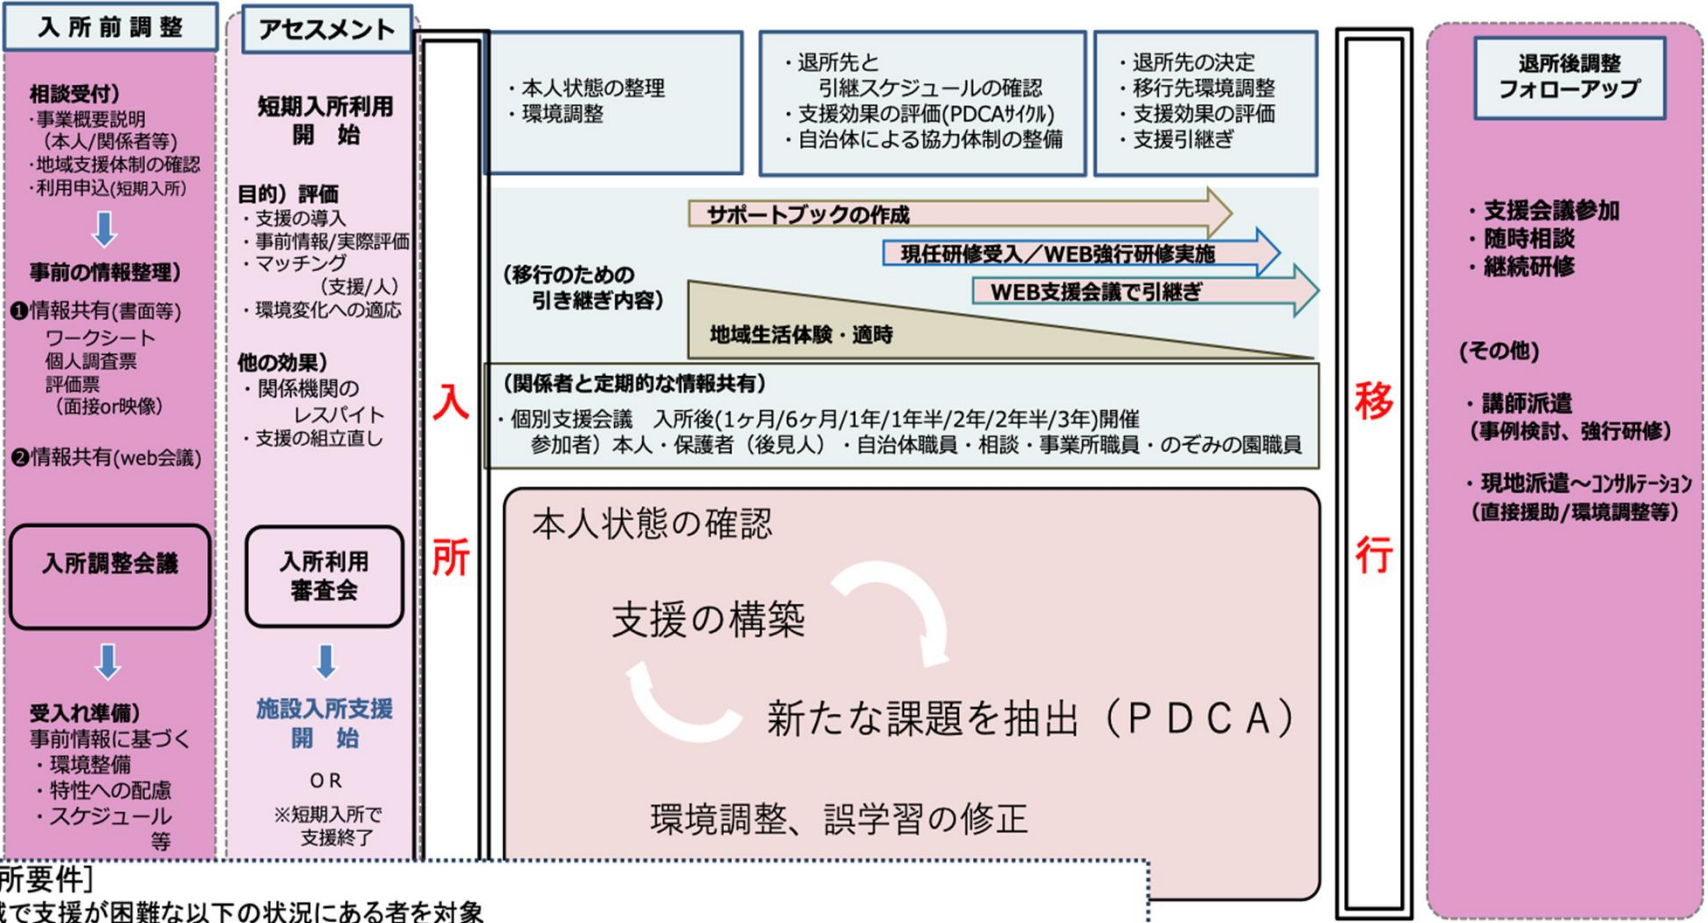 入所前調整
相談受付）
・事業概要説明
（本人/関係者等）
・地域支援体制の確認
・利用申込(短期入所）
事前の情報整理）
❶情報共有(書面等)
ワークシート
個人調査票
評価票
（面接or映像）
❷情報共有(web会議)
入所調整会議
受入れ準備）
事前情報に基づく
・環境整備
・特性への配慮
・スケジュール
等
アセスメント
短期入所利用
開　始
目的）評価
・支援の導入
・事前情報/実際評価
・マッチング
（支援/人）
・環境変化への適応
他の効果）
・関係機関の
レスパイト
・支援の組立直し
入所利用
審査会
施設入所支援
開　始
OR
※短期入所で
支援終了
入
所
・本人状態の整理
・環境調整
・退所先と
引継スケジュールの確認
・支援効果の評価(PDCAｻｲｸﾙ)
・自治体による協力体制の整備
・退所先の決定
・移行先環境調整
・支援効果の評価
・支援引継ぎ
（移行のための
引き継ぎ内容）
サポートブックの作成
現任研修受入／WEB強行研修実施
WEB支援会議で引継ぎ
地域生活体験・適時
（関係者と定期的な情報共有）
・個別支援会議　入所後(1ヶ月/6ヶ月/1年/1年半/2年/2年半/3年)開催
参加者）本人・保護者（後見人）・自治体職員・相談・事業所職員・のぞみの園職員
本人状態の確認
支援の構築
新たな課題を抽出（ＰＤＣＡ）
環境調整、誤学習の修正
移
行
退所後調整
フォローアップ
・支援会議参加
・随時相談
・継続研修
(その他)
・講師派遣
（事例検討、強行研修）
・現地派遣～ｺﾝｻﾙﾃｰｼｮﾝ
（直接援助/環境調整等）
所要件]
で支援が困難な以下の状況にある者を対象